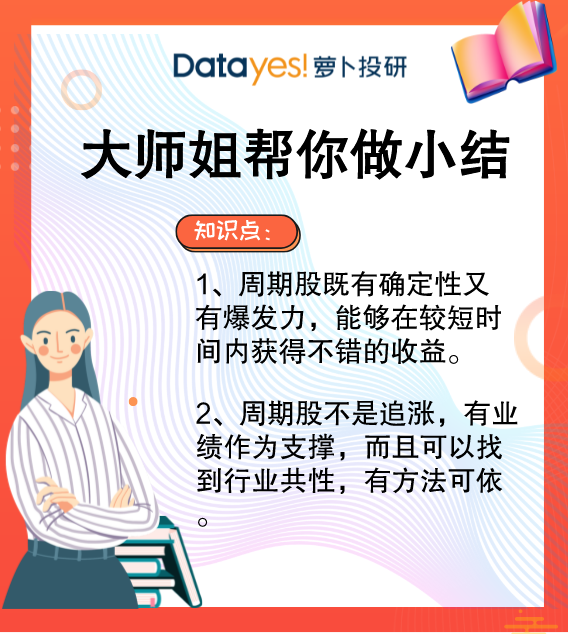 Datayes! 萝卜投研
大师姐帮你做小结
知识点：
1、周期股既有确定性又
有爆发力，能够在较短时
间内获得不错的收益。
2、周期股不是追涨，有业
绩作为支撑，而且可以找
到行业共性，有方法可依
。